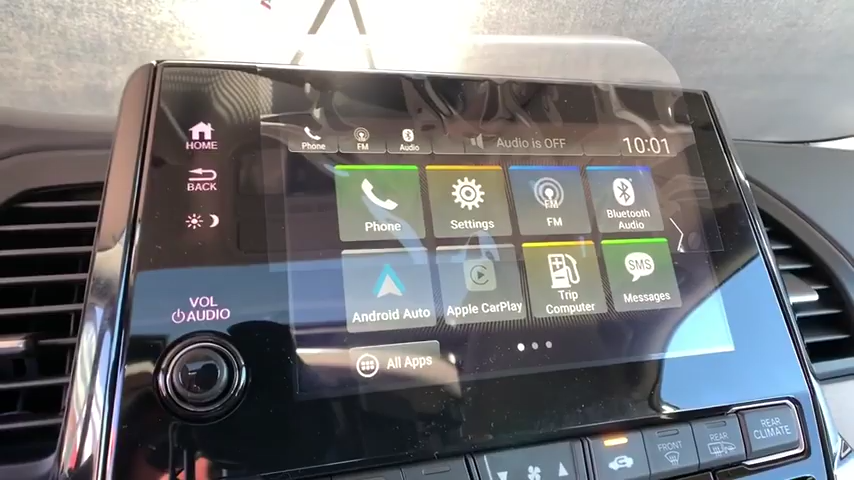 HOME
BACK
VOL
AUDIO
Phone
FM
Audio
Audio is OFF
10:01
Phone
Settings
FM
FM
Bluetooth
Audio
Android Auto
Apple CarPlay
Trip
Computer
SMS
Messages
All Apps
FRONT
REAR
REAR
CLIMATE